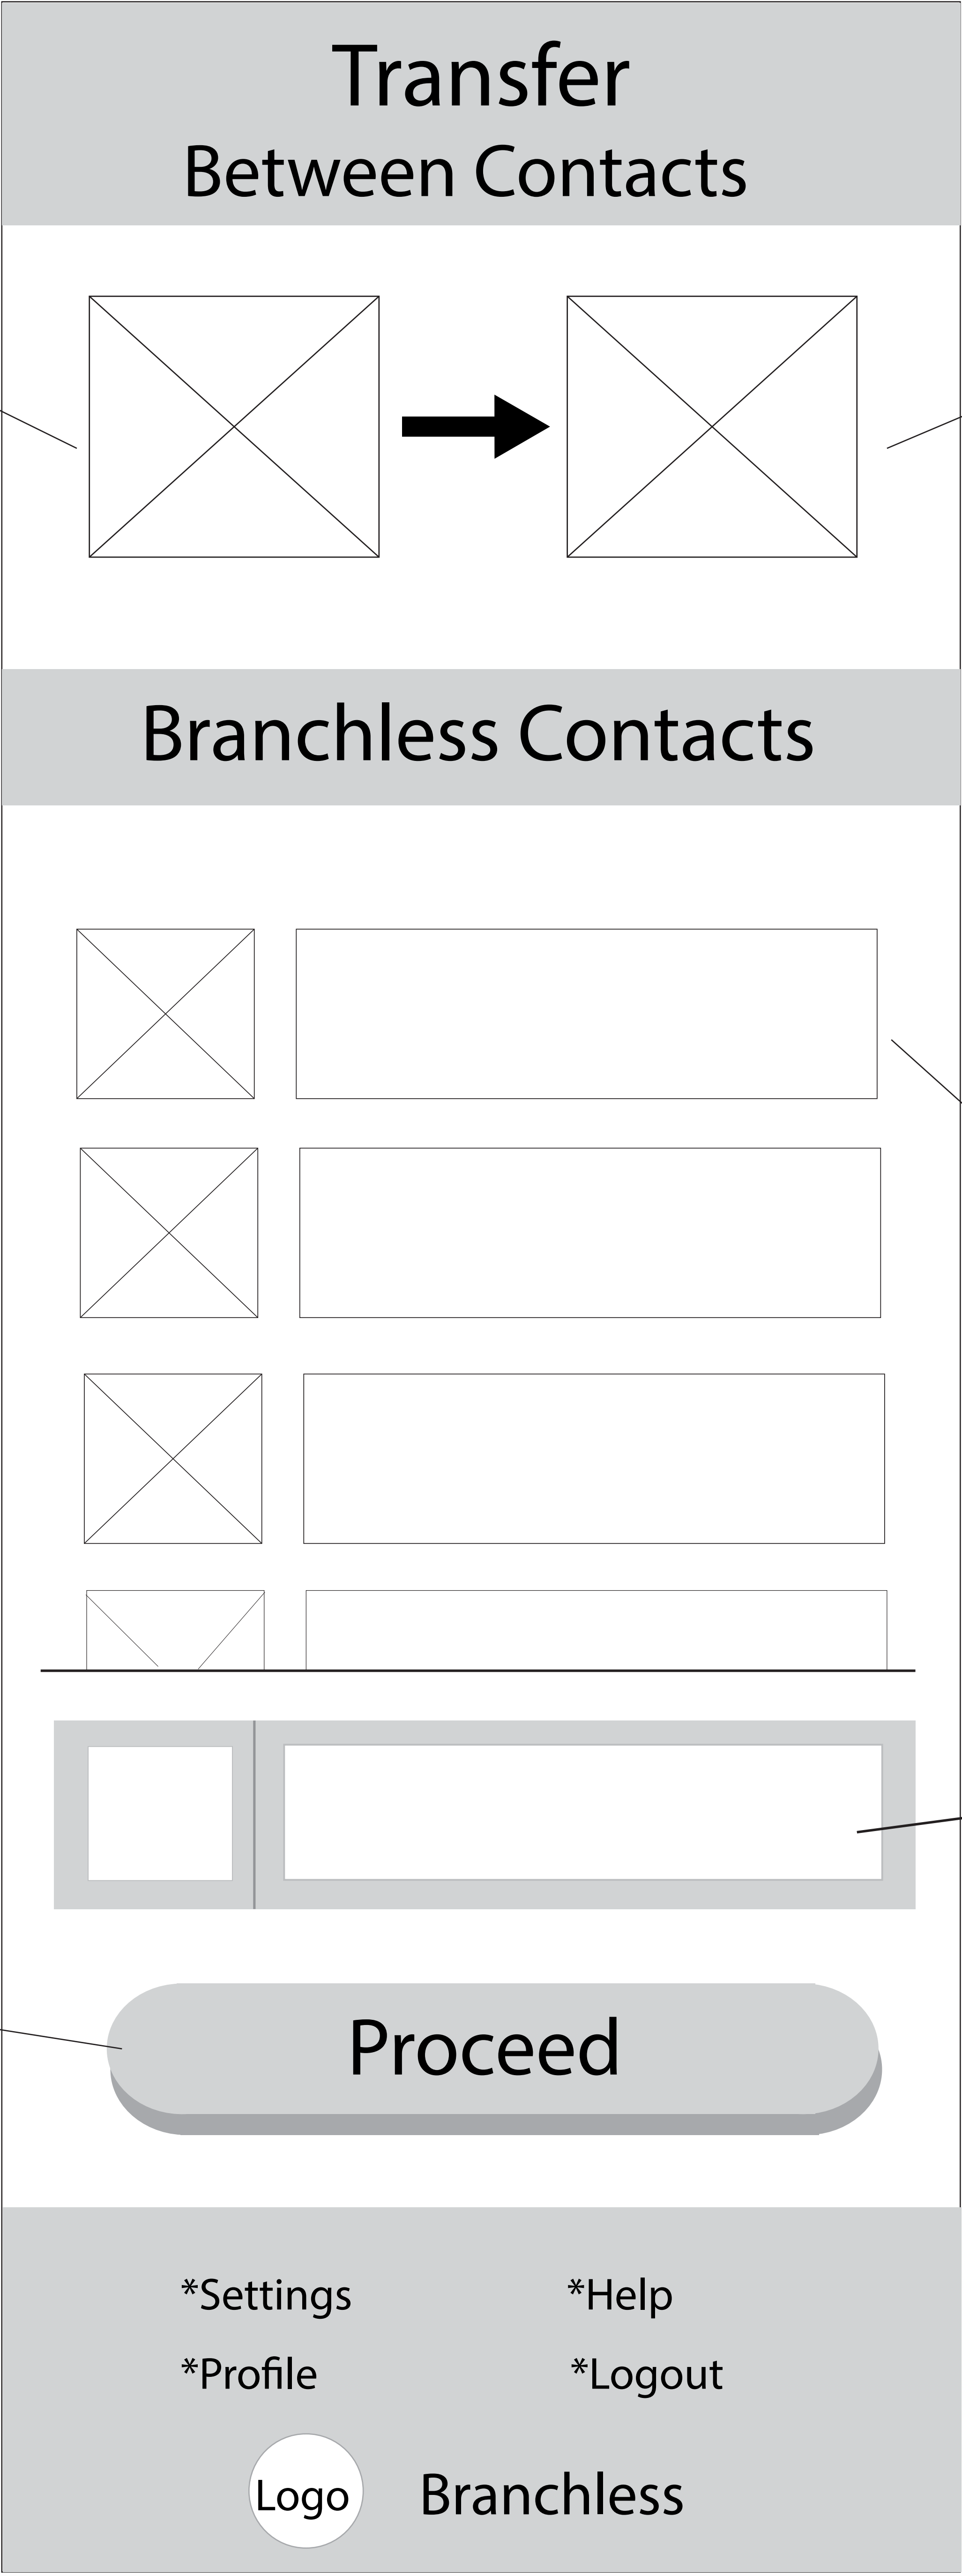 Transfer
Between Contacts
Branchless Contacts
Proceed
*Settings *Help
*Profile *Logout
Logo Branchless